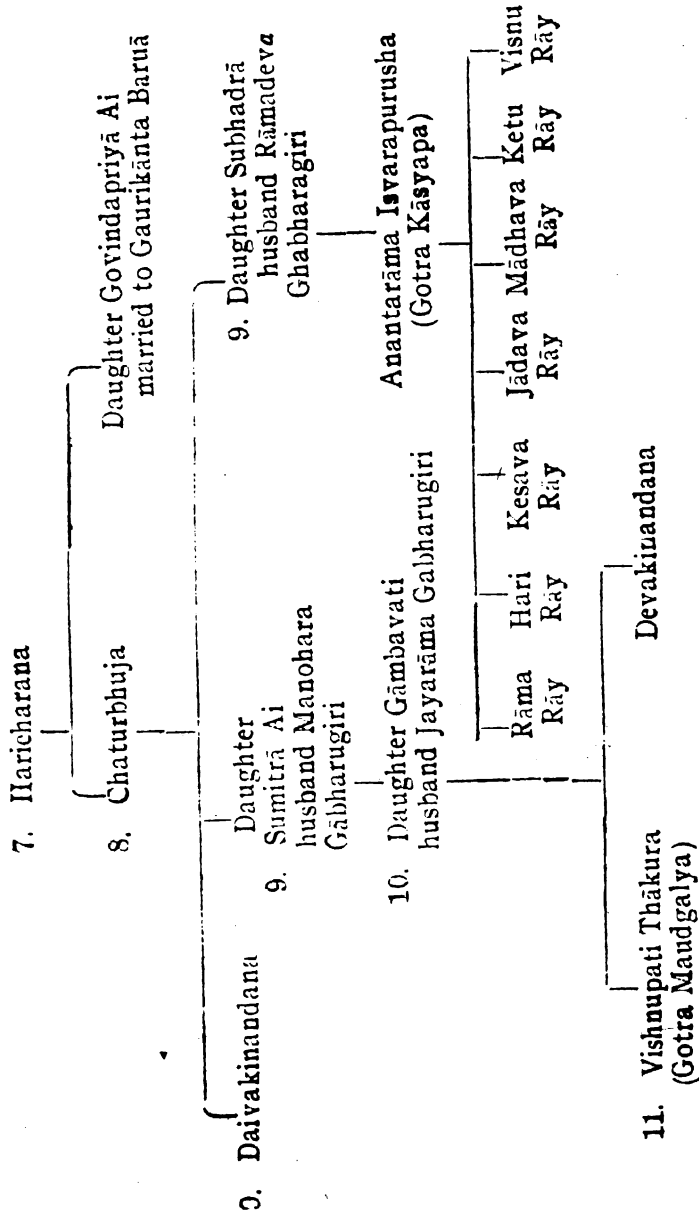 7. Haricharana
8. Chaturbhuja
Daughter Govindapriyā Ai
married to Gaurikānta Baruā
9. Daivakinandana
Daughter
Sumitrā Ai
9. husband Manohara
Gābharugiri
9. Daughter Subhadrā
husband Rāmadeva
Ghabharagiri
10. Daughter Gāmbavati
husband Jayarāma Gabharugiri
Anantarāma Isvarapurusha
(Gotra Kāsyapa)
Rāma Hari Kesava Jādava Mādhava Ketu Visnu
Rāy Rāy Rāy Rāy Rāy Rāy Rāy
11. Vishnupati Thākura
(Gotra Maudgalya)
Devakinandana